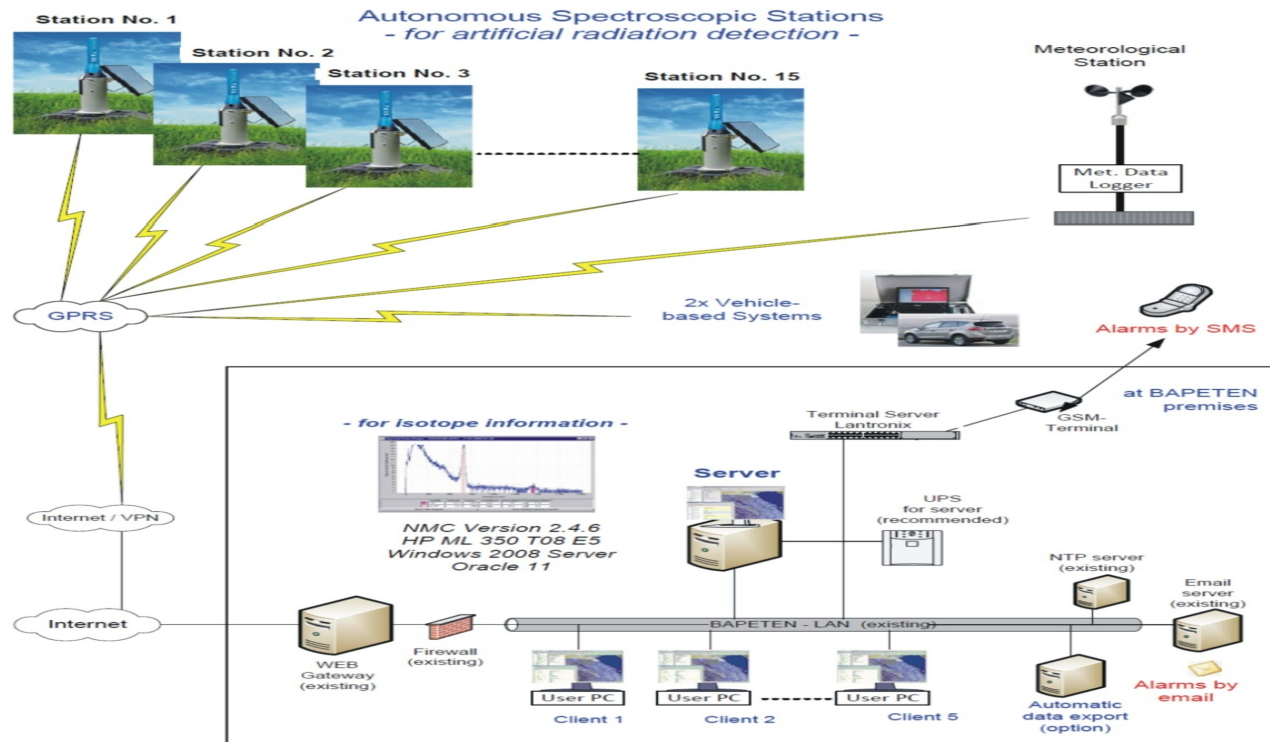 Autonomous Spectroscopic Stations
- for artificial radiation detection -
Station No. 1
Station No. 2
Station No. 3
Station No. 15
Meteorological
Station
Met. Data
Logger
GPRS
2x Vehicle-
based Systems
Alarms by SMS
at BAPETEN
premises
GSM-
Terminal
Terminal Server
Lantronix
- for isotope information -
Server
UPS
for server
(recommended)
NMC Version 2.4.6
HP ML 350 T08 E5
Windows 2008 Server
Oracle 11
Internet / VPN
NTP server
(existing)
Email
server
(existing)
Internet
BAPETEN - LAN (existing)
WEB
Gateway
(existing)
Firewall
(existing)
User PC
User PC
User PC
Client 1
Client 2
Client 5
Automatic
data export
(option)
Alarms by
email